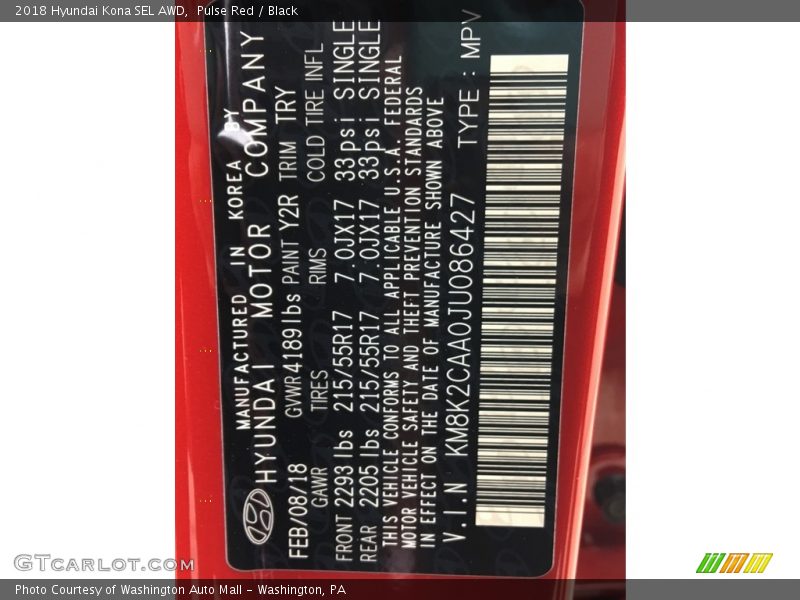 2018 Hyundai Kona SEL AWD, Pulse Red / Black
MANUFACTURED IN KOREA BY
HYUNDAI MOTOR COMPANY
FEB/08/18 GVWR 4189lbs PAINT Y2R TRIM TRY
GAWR TIRES RIMS COLD TIRE INFL
FRONT 2293 lbs 215/55R17 7.0JX17 33psi SINGLE
REAR 2205 lbs 215/55R17 7.0JX17 33psi SINGLE
THIS VEHICLE CONFORMS TO ALL APPLICABLE U.S.A. FEDERAL
MOTOR VEHICLE SAFETY AND THEFT PREVENTION STANDARDS
IN EFFECT ON THE DATE OF MANUFACTURE SHOWN ABOVE
V.I.N KM8K2CAA0JU086427 TYPE : MPV
GTcarlot.com
Photo Courtesy of Washington Auto Mall - Washington, PA